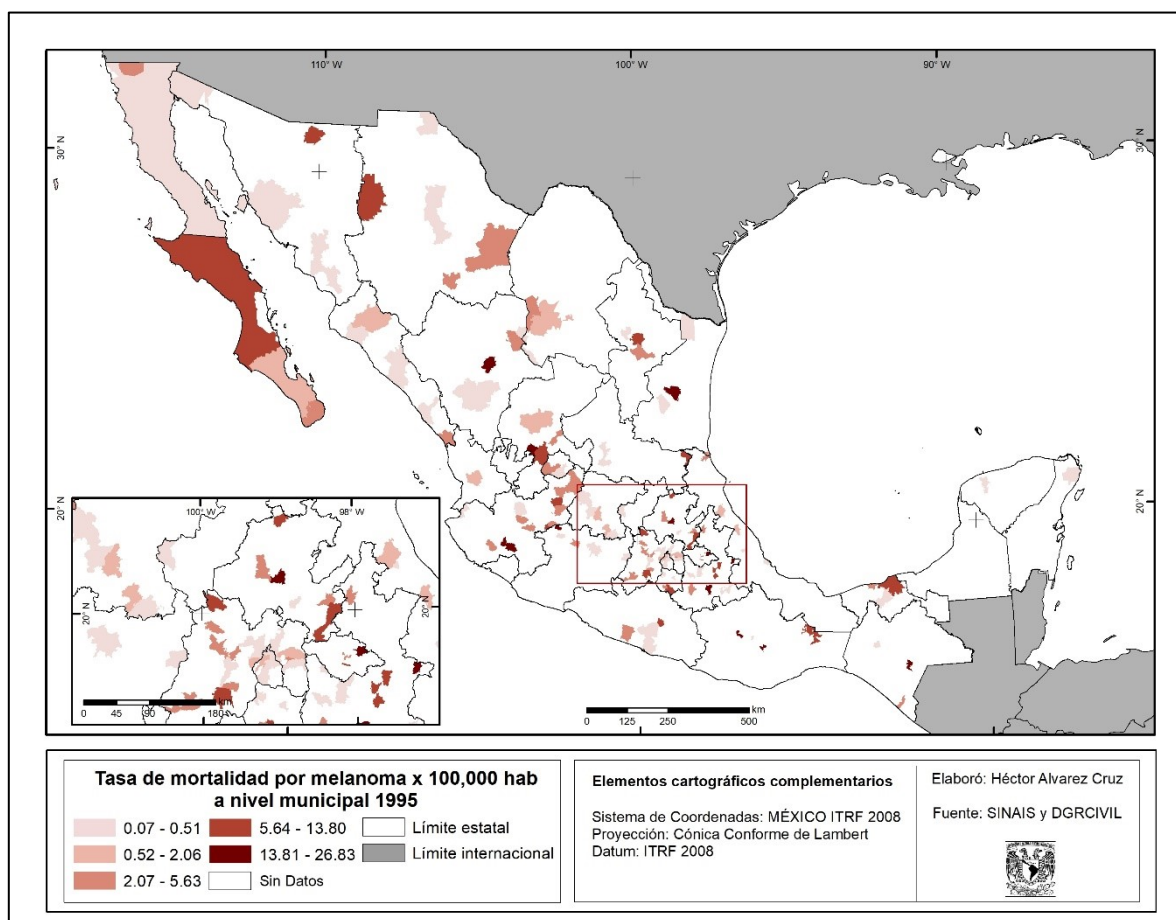 110° W
100° W
90° W
30° N
30° N
20° N
20° N
100° W
98° W
20° N
20° N
km
0 45 90 180
km
0 125 250 500
Tasa de mortalidad por melanoma x 100,000 hab
a nivel municipal 1995
0.07 - 0.51
5.64 - 13.80
Límite estatal
0.52 - 2.06
13.81 - 26.83
Límite internacional
2.07 - 5.63
Sin Datos
Elementos cartográficos complementarios
Sistema de Coordenadas: MÉXICO ITRF 2008
Proyección: Cónica Conforme de Lambert
Datum: ITRF 2008
Elaboró: Héctor Alvarez Cruz
Fuente: SINAIS y DGRCIVIL